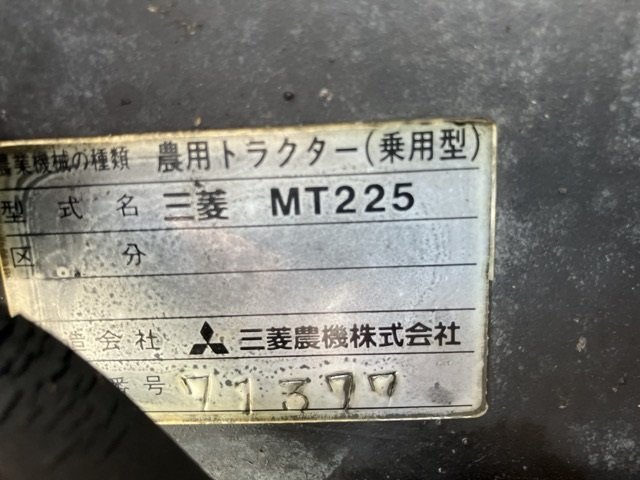 農業機械の種類 農用トラクター(乗用型)
型式名 三菱 MT225
区分
造会社 三菱農機株式会社
番号 71377